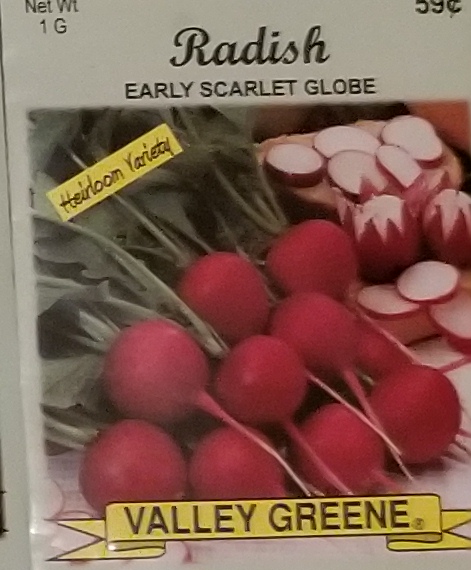 Net Wt
1 G
59¢
Radish
EARLY SCARLET GLOBE
Heirloom Variety
VALLEY GREENE®